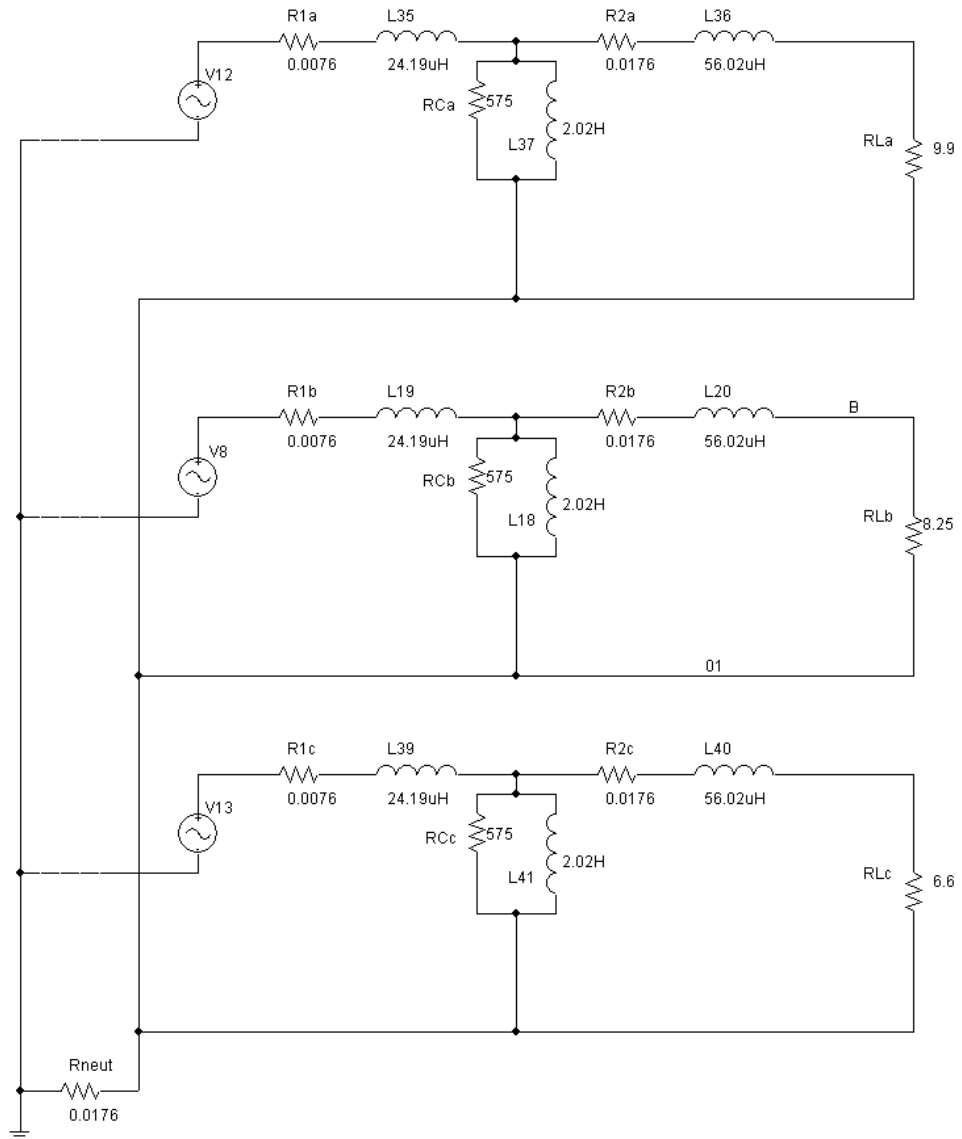 R1a L35 R2a L36
0.0076 24.19uH 0.0176 56.02uH
V12
RCa 575 2.02H
L37
RLa 9.9
R1b L19 R2b L20
B
0.0076 24.19uH 0.0176 56.02uH
V8
RCb 575 2.02H
L18
RLb 8.25
01
R1c L39 R2c L40
0.0076 24.19uH 0.0176 56.02uH
V13
RCc 575 2.02H
L41
RLc 6.6
Rneut
0.0176